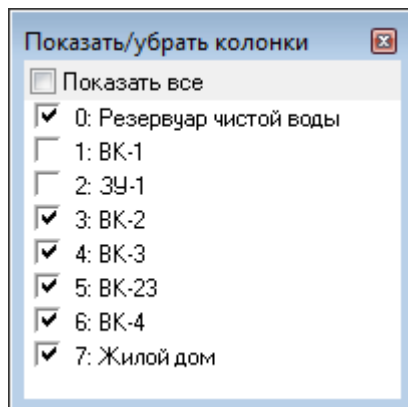 Показать/убрать колонки
Показать все
0: Резервуар чистой воды
1: ВК-1
2: ЗУ-1
3: ВК-2
4: ВК-3
5: ВК-23
6: ВК-4
7: Жилой дом